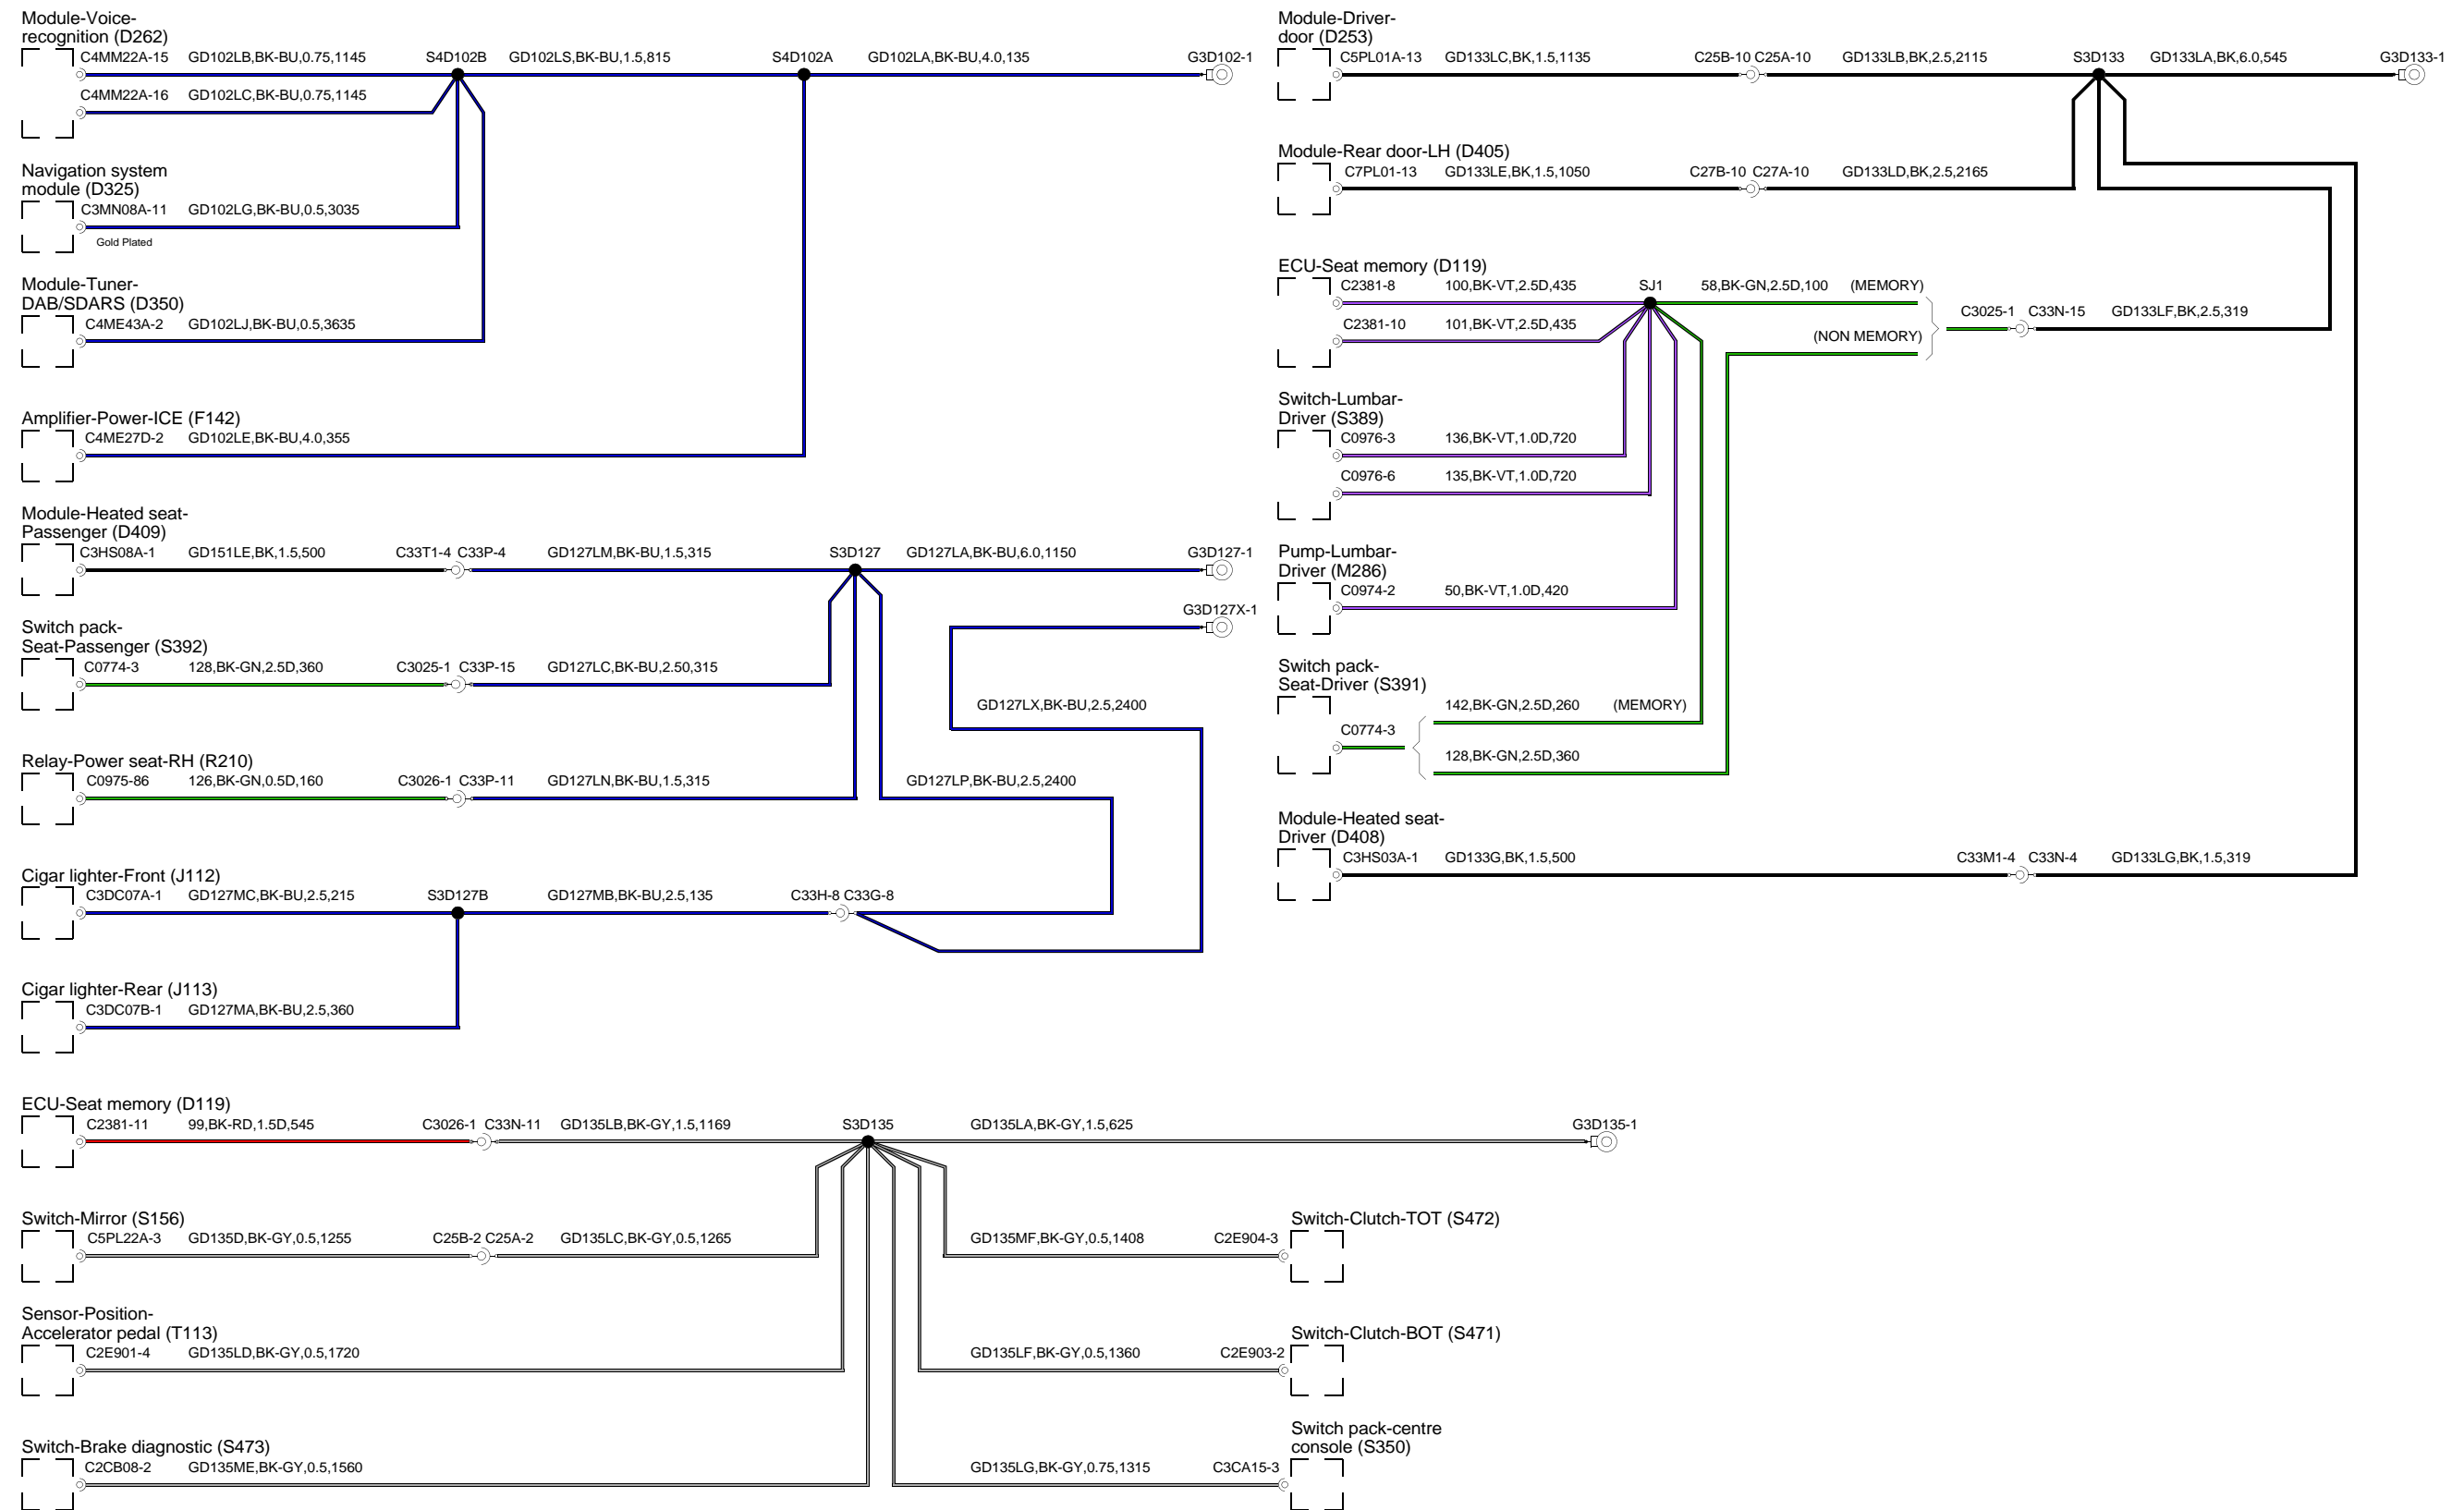 Module-Voice-
recognition (D262)
C4MM22A-15 GD102LB,BK-BU,0.75,1145 S4D102B GD102LS,BK-BU,1.5,815 S4D102A GD102LA,BK-BU,4.0,135 G3D102-1
C4MM22A-16 GD102LC,BK-BU,0.75,1145
Navigation system
module (D325)
C3MN08A-11 GD102LG,BK-BU,0.5,3035
Gold Plated
Module-Tuner-
DAB/SDARS (D350)
C4ME43A-2 GD102LJ,BK-BU,0.5,3635
Amplifier-Power-ICE (F142)
C4ME27D-2 GD102LE,BK-BU,4.0,355
Module-Heated seat-
Passenger (D409)
C3HS08A-1 GD151LE,BK,1.5,500 C33T1-4 C33P-4 GD127LM,BK-BU,1.5,315 S3D127 GD127LA,BK-BU,6.0,1150 G3D127-1
G3D127X-1
Switch pack-
Seat-Passenger (S392)
C0774-3 128,BK-GN,2.5D,360 C3025-1 C33P-15 GD127LC,BK-BU,2.50,315
GD127LX,BK-BU,2.5,2400
Relay-Power seat-RH (R210)
C0975-86 126,BK-GN,0.5D,160 C3026-1 C33P-11 GD127LN,BK-BU,1.5,315 GD127LP,BK-BU,2.5,2400
Cigar lighter-Front (J112)
C3DC07A-1 GD127MC,BK-BU,2.5,215 S3D127B GD127MB,BK-BU,2.5,135 C33H-8 C33G-8
Cigar lighter-Rear (J113)
C3DC07B-1 GD127MA,BK-BU,2.5,360
Module-Driver-
door (D253)
C5PL01A-13 GD133LC,BK,1.5,1135 C25B-10 C25A-10 GD133LB,BK,2.5,2115 S3D133 GD133LA,BK,6.0,545 G3D133-1
Module-Rear door-LH (D405)
C7PL01-13 GD133LE,BK,1.5,1050 C27B-10 C27A-10 GD133LD,BK,2.5,2165
ECU-Seat memory (D119)
C2381-8 100,BK-VT,2.5D,435 SJ1 58,BK-GN,2.5D,100 (MEMORY)
C3025-1 C33N-15 GD133LF,BK,2.5,319
C2381-10 101,BK-VT,2.5D,435
(NON MEMORY)
Switch-Lumbar-
Driver (S389)
C0976-3 136,BK-VT,1.0D,720
C0976-6 135,BK-VT,1.0D,720
Pump-Lumbar-
Driver (M286)
C0974-2 50,BK-VT,1.0D,420
Switch pack-
Seat-Driver (S391)
142,BK-GN,2.5D,260 (MEMORY)
C0774-3
128,BK-GN,2.5D,360
Module-Heated seat-
Driver (D408)
C3HS03A-1 GD133G,BK,1.5,500 C33M1-4 C33N-4 GD133LG,BK,1.5,319
ECU-Seat memory (D119)
C2381-11 99,BK-RD,1.5D,545 C3026-1 C33N-11 GD135LB,BK-GY,1.5,1169 S3D135 GD135LA,BK-GY,1.5,625 G3D135-1
Switch-Mirror (S156)
C5PL22A-3 GD135D,BK-GY,0.5,1255 C25B-2 C25A-2 GD135LC,BK-GY,0.5,1265
Switch-Clutch-TOT (S472)
GD135MF,BK-GY,0.5,1408 C2E904-3
Sensor-Position-
Accelerator pedal (T113)
C2E901-4 GD135LD,BK-GY,0.5,1720
Switch-Clutch-BOT (S471)
GD135LF,BK-GY,0.5,1360 C2E903-2
Switch-Brake diagnostic (S473)
C2CB08-2 GD135ME,BK-GY,0.5,1560
Switch pack-centre
console (S350)
GD135LG,BK-GY,0.75,1315 C3CA15-3